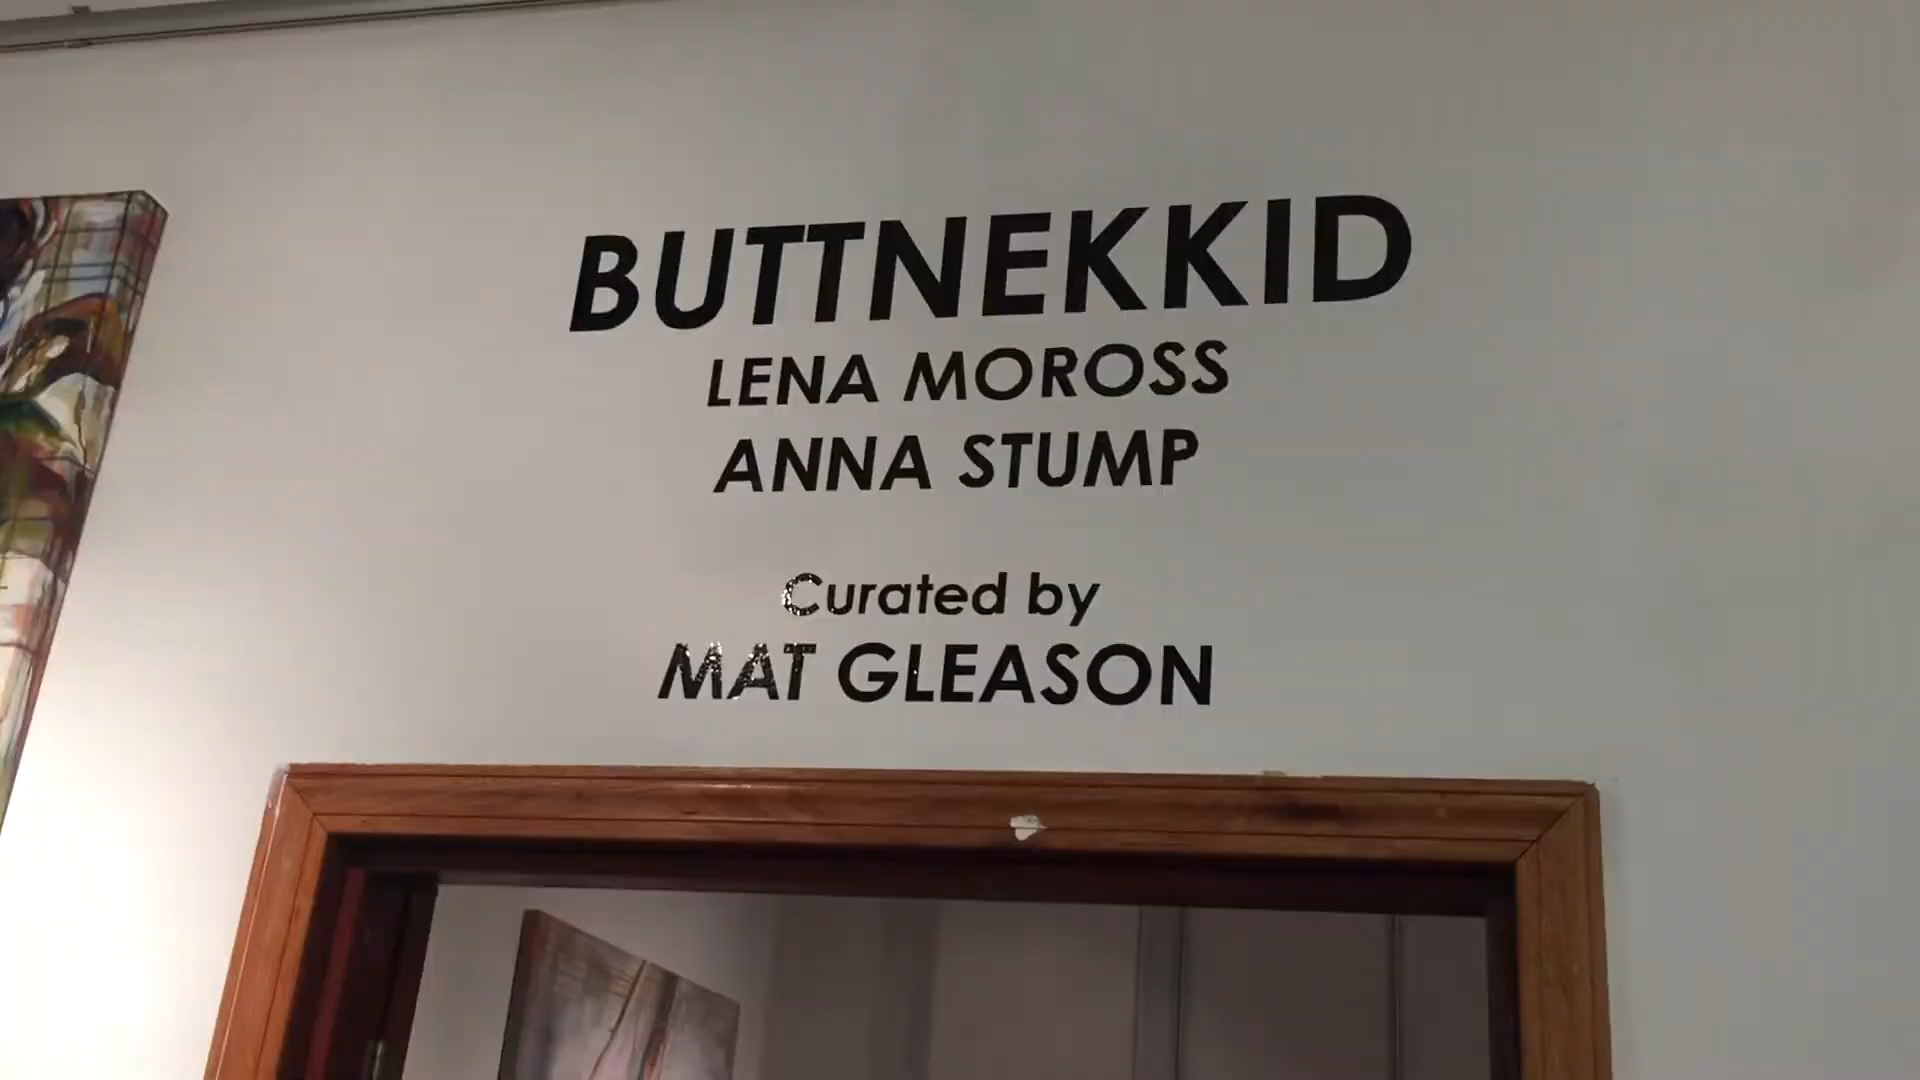 BUTTNEKKID
LENA MOROSS
ANNA STUMP
Curated by
MAT GLEASON